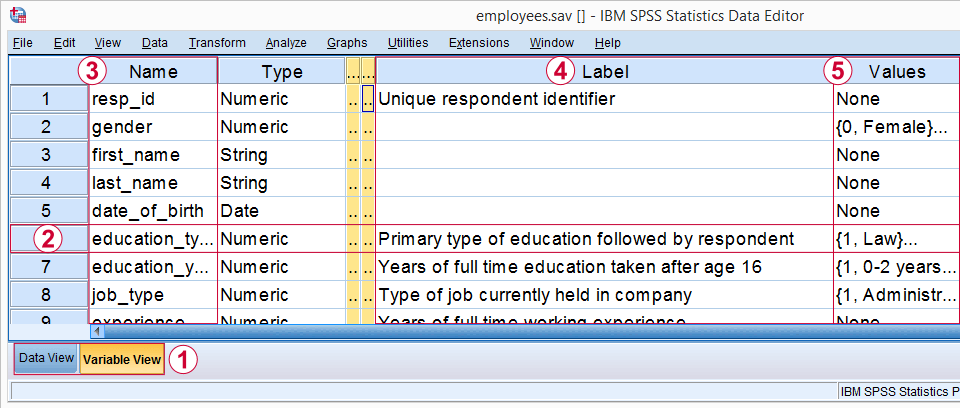 employees.sav [] - IBM SPSS Statistics Data Editor
File Edit View Data Transform Analyze Graphs Utilities Extensions Window Help
3 Name Type ... ... 4 Label 5 Values
1 resp_id Numeric .. .. Unique respondent identifier None
2 gender Numeric .. .. {0, Female}...
3 first_name String .. .. None
4 last_name String .. .. None
5 date_of_birth Date .. .. None
2 education_ty... Numeric .. .. Primary type of education followed by respondent {1, Law}...
7 education_y... Numeric .. .. Years of full time education taken after age 16 {1, 0-2 years...
8 job_type Numeric .. .. Type of job currently held in company {1, Administr...
9 experience Numeric .. .. Years of full time working experience None
Data View Variable View 1
IBM SPSS Statistics P